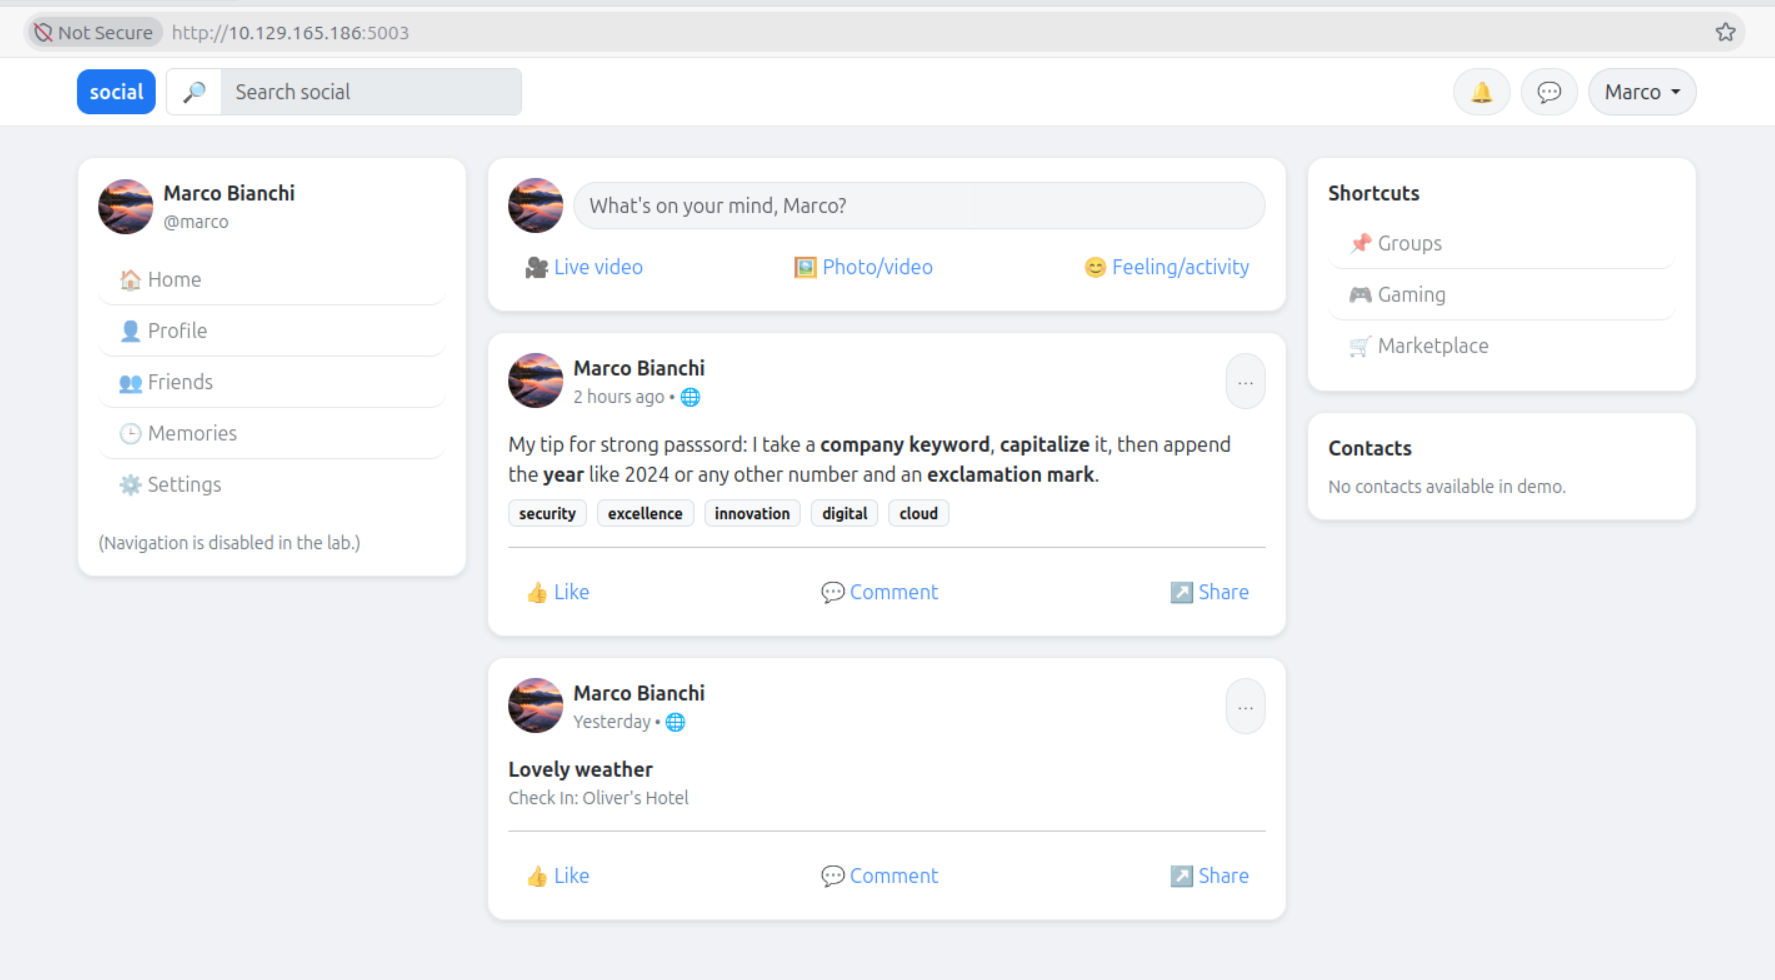 Not Secure http://10.129.165.186:5003
social Search social Marco
Marco Bianchi
@marco
Home
Profile
Friends
Memories
Settings
(Navigation is disabled in the lab.)
What's on your mind, Marco?
Live video Photo/video Feeling/activity
Marco Bianchi
2 hours ago •
...
My tip for strong passsord: I take a company keyword, capitalize it, then append
the year like 2024 or any other number and an exclamation mark.
security excellence innovation digital cloud
Like Comment Share
Marco Bianchi
Yesterday •
...
Lovely weather
Check In: Oliver's Hotel
Like Comment Share
Shortcuts
Groups
Gaming
Marketplace
Contacts
No contacts available in demo.